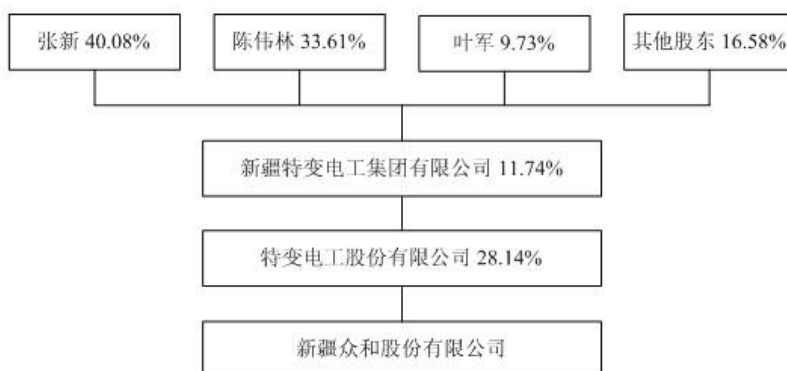 张新 40.08%
陈伟林 33.61%
叶军 9.73%
其他股东 16.58%
新疆特变电工集团有限公司 11.74%
特变电工股份有限公司 28.14%
新疆众和股份有限公司